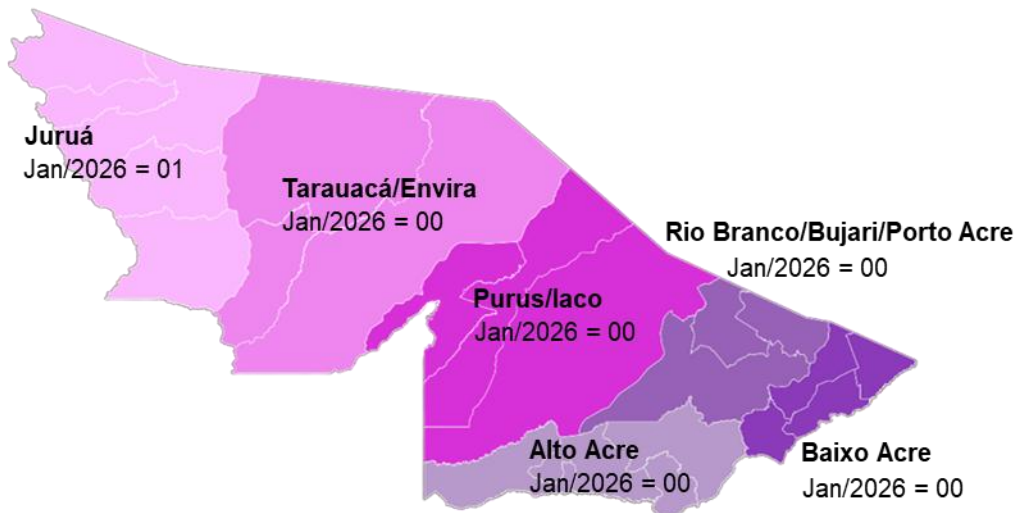 Juruá
Jan/2026 = 01
Tarauacá/Envira
Jan/2026 = 00
Rio Branco/Bujari/Porto Acre
Jan/2026 = 00
Purus/Iaco
Jan/2026 = 00
Alto Acre
Jan/2026 = 00
Baixo Acre
Jan/2026 = 00